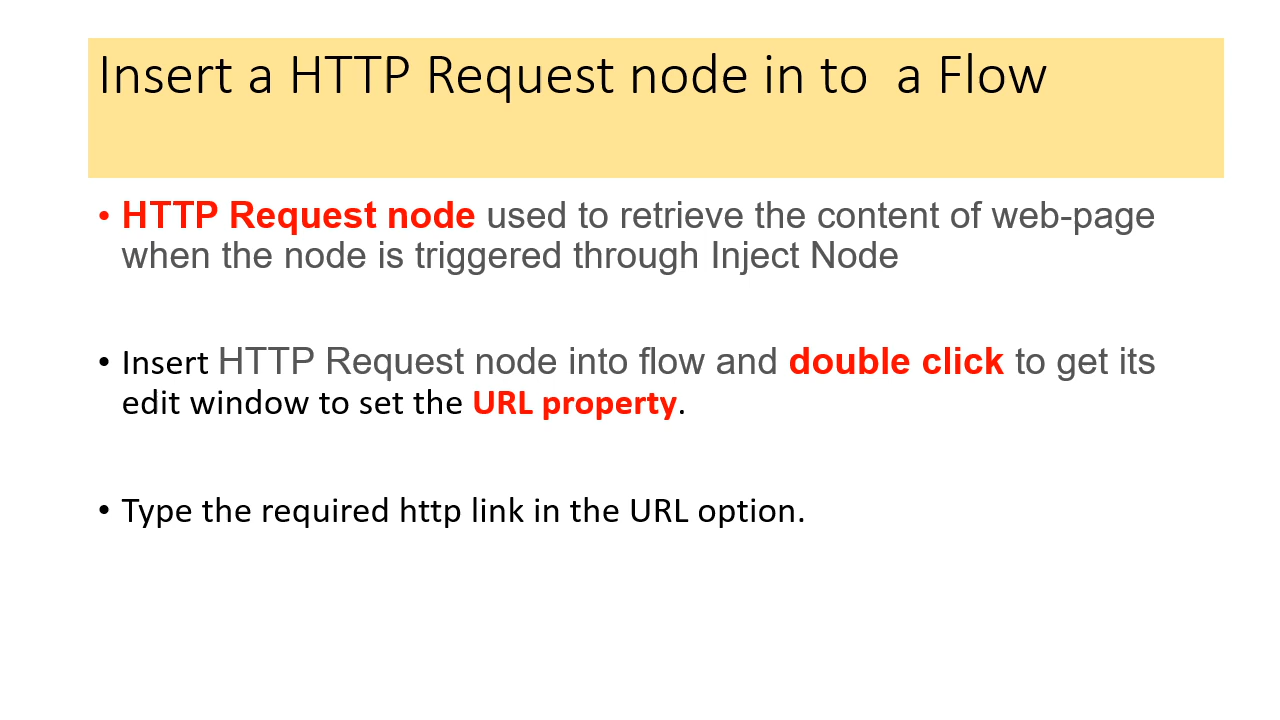 Insert a HTTP Request node in to  a Flow
• HTTP Request node used to retrieve the content of web-page
when the node is triggered through Inject Node
• Insert HTTP Request node into flow and double click to get its
edit window to set the URL property.
• Type the required http link in the URL option.